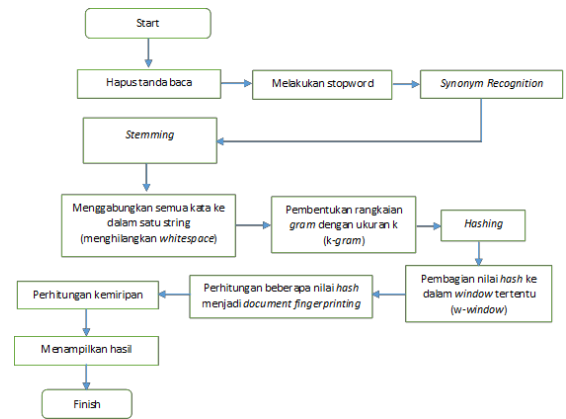 Start
Hapus tanda baca
Melakukan stopword
Synonym Recognition
Stemming
Menggabungkan semua kata ke
dalam satu string
(menghilangkan whitespace)
Pembentukan rangkaian
gram dengan ukuran k
(k-gram)
Hashing
Pembagian nilai hash ke
dalam window tertentu
(w-window)
Perhitungan beberapa nilai hash
menjadi document fingerprinting
Perhitungan kemiripan
Menampilkan hasil
Finish